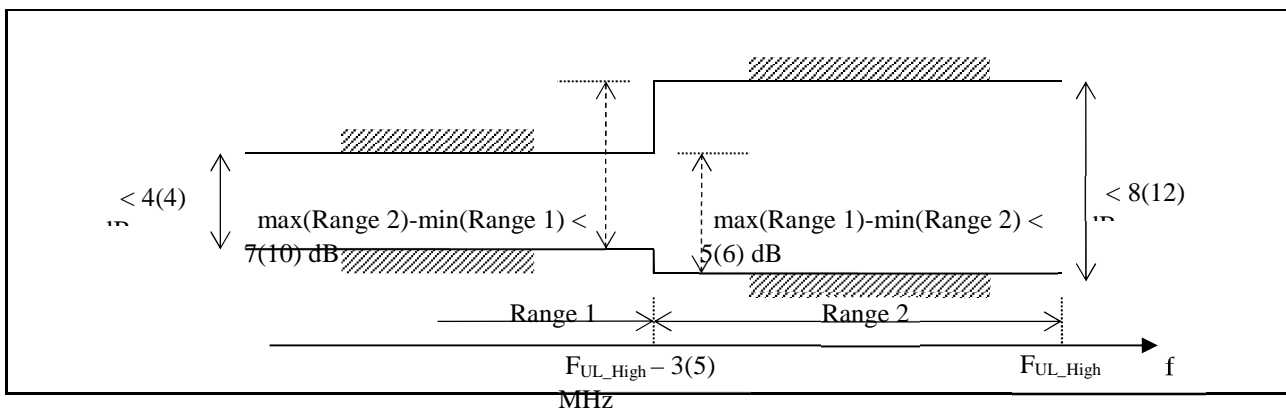 < 4(4)
< 8(12)
max(Range 2)-min(Range 1) <
7(10) dB
max(Range 1)-min(Range 2) <
5(6) dB
Range 1
Range 2
F_UL_High – 3(5)
MHz
F_UL_High
f